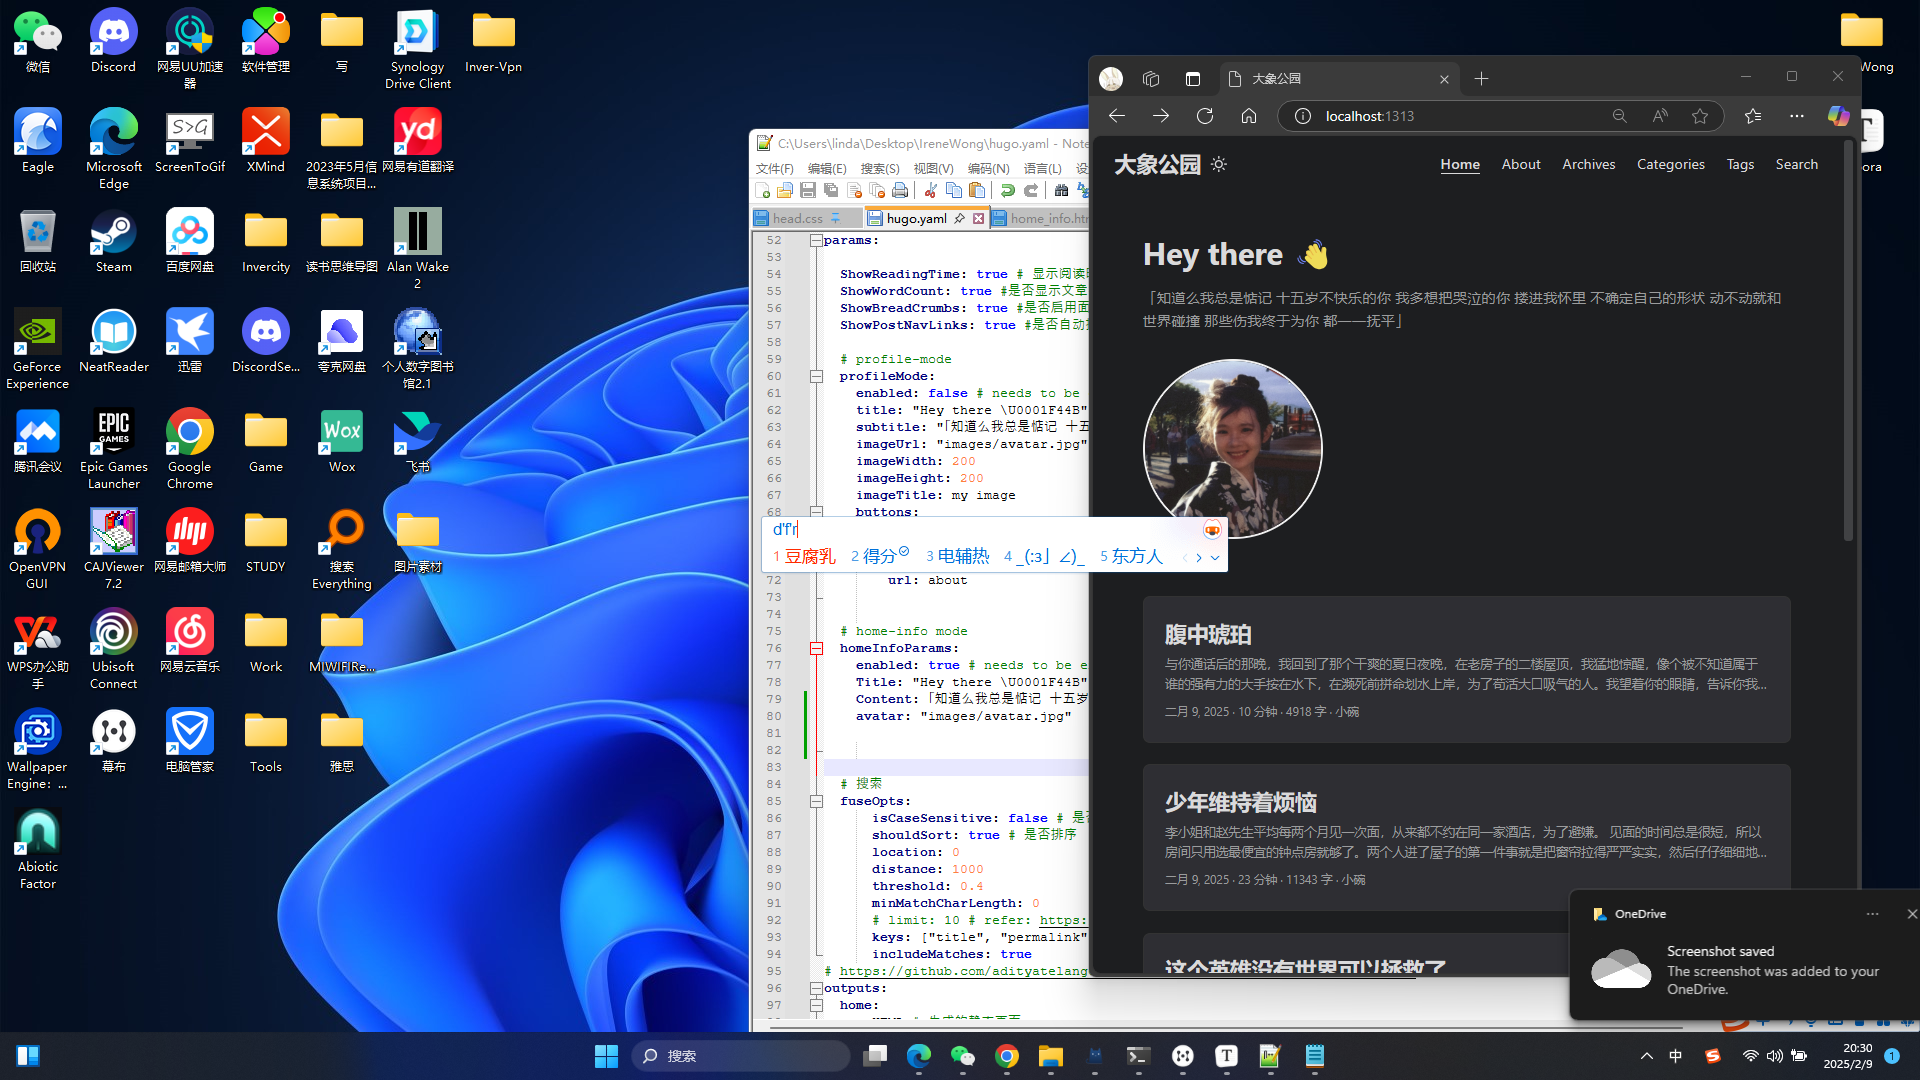 微信
Discord
网易UU加速器
软件管理
写
Synology Drive Client
Inver-Vpn
Eagle
Microsoft Edge
ScreenToGif
XMind
2023年5月信息系统项目...
网易有道翻译
回收站
Steam
百度网盘
Invercity
读书思维导图
Alan Wake 2
GeForce Experience
NeatReader
迅雷
DiscordSe...
夸克网盘
个人数字图书馆2.1
腾讯会议
Epic Games Launcher
Google Chrome
Game
Wox
飞书
OpenVPN GUI
CAJViewer 7.2
网易邮箱大师
STUDY
搜索 Everything
图片素材
WPS办公助手
Ubisoft Connect
网易云音乐
Work
MIWIFIRe...
Wallpaper Engine: ...
幕布
电脑管家
Tools
雅思
Abiotic Factor
C:\Users\linda\Desktop\IreneWong\hugo.yaml - Note
文件(F) 编辑(E) 搜索(S) 视图(V) 编码(N) 语言(L) 设
head.css
hugo.yaml
home_info.htm
52 params:
53
54 ShowReadingTime: true # 显示阅读时
55 ShowWordCount: true #是否显示文章
56 ShowBreadCrumbs: true #是否启用面
57 ShowPostNavLinks: true #是否自动
58
59 # profile-mode
60 profileMode:
61 enabled: false # needs to be
62 title: "Hey there \U0001F44B"
63 subtitle: "「知道么我总是惦记 十五
64 imageUrl: "images/avatar.jpg"
65 imageWidth: 200
66 imageHeight: 200
67 imageTitle: my image
68 buttons:
d'f'r
1 豆腐乳 2 得分 3 电辅热 4 _(:з」∠)_ 5 东方人
72 url: about
73
74
75 # home-info mode
76 homeInfoParams:
77 enabled: true # needs to be e
78 Title: "Hey there \U0001F44B"
79 Content:「知道么我总是惦记 十五岁
80 avatar: "images/avatar.jpg"
81
82
83
84 # 搜索
85 fuseOpts:
86 isCaseSensitive: false # 是否
87 shouldSort: true # 是否排序
88 location: 0
89 distance: 1000
90 threshold: 0.4
91 minMatchCharLength: 0
92 # limit: 10 # refer: https:
93 keys: ["title", "permalink"
94 includeMatches: true
95 # https://github.com/adityatelang
96 outputs:
97 home:
大象公园
localhost:1313
大象公园
Home About Archives Categories Tags Search
Hey there 👋
「知道么我总是惦记 十五岁不快乐的你 我多想把哭泣的你 搂进我怀里 不确定自己的形状 动不动就和
世界碰撞 那些伤我终于为你 都一一抚平」
腹中琥珀
与你通话后的那晚，我回到了那个干爽的夏日夜晚，在老房子的二楼屋顶，我猛地惊醒，像个被不知道属于
谁的强有力的大手按在水下，在濒死前拼命划水上岸，为了苟活大口吸气的人。我望着你的眼睛，告诉你我...
二月 9, 2025 · 10 分钟 · 4918 字 · 小碗
少年维持着烦恼
李小姐和赵先生平均每两个月见一次面，从来都不约在同一家酒店，为了避嫌。 见面的时间总是很短，所以
房间只用选最便宜的钟点房就够了。两个人进了屋子的第一件事就是把窗帘拉得严严实实，然后仔仔细细地...
二月 9, 2025 · 23 分钟 · 11343 字 · 小碗
这个英雄没有世界可以拯救了
OneDrive
Screenshot saved
The screenshot was added to your
OneDrive.
搜索
中
20:30
2025/2/9
1